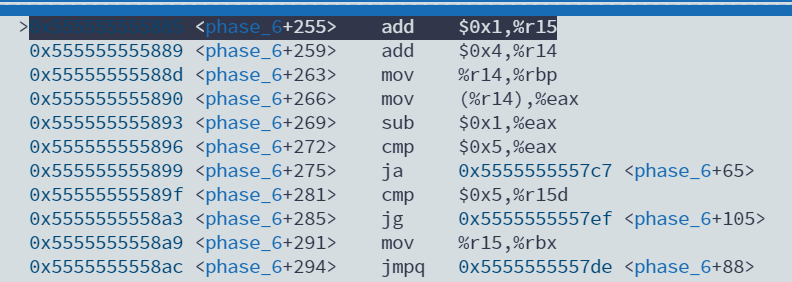 > <phase_6+255> add $0x1,%r15
0x555555555889 <phase_6+259> add $0x4,%r14
0x55555555588d <phase_6+263> mov %r14,%rbp
0x555555555890 <phase_6+266> mov (%r14),%eax
0x555555555893 <phase_6+269> sub $0x1,%eax
0x555555555896 <phase_6+272> cmp $0x5,%eax
0x555555555899 <phase_6+275> ja 0x5555555557c7 <phase_6+65>
0x55555555589f <phase_6+281> cmp $0x5,%r15d
0x5555555558a3 <phase_6+285> jg 0x5555555557ef <phase_6+105>
0x5555555558a9 <phase_6+291> mov %r15,%rbx
0x5555555558ac <phase_6+294> jmpq 0x5555555557de <phase_6+88>